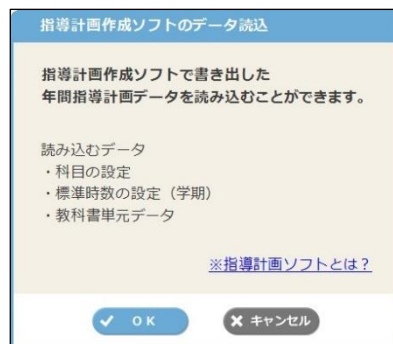 指導計画作成ソフトのデータ読込
指導計画作成ソフトで書き出した
年間指導計画データを読み込むことができます。
読み込むデータ
・科目の設定
・標準時数の設定（学期）
・教科書単元データ
※指導計画ソフトとは？
OK
キャンセル